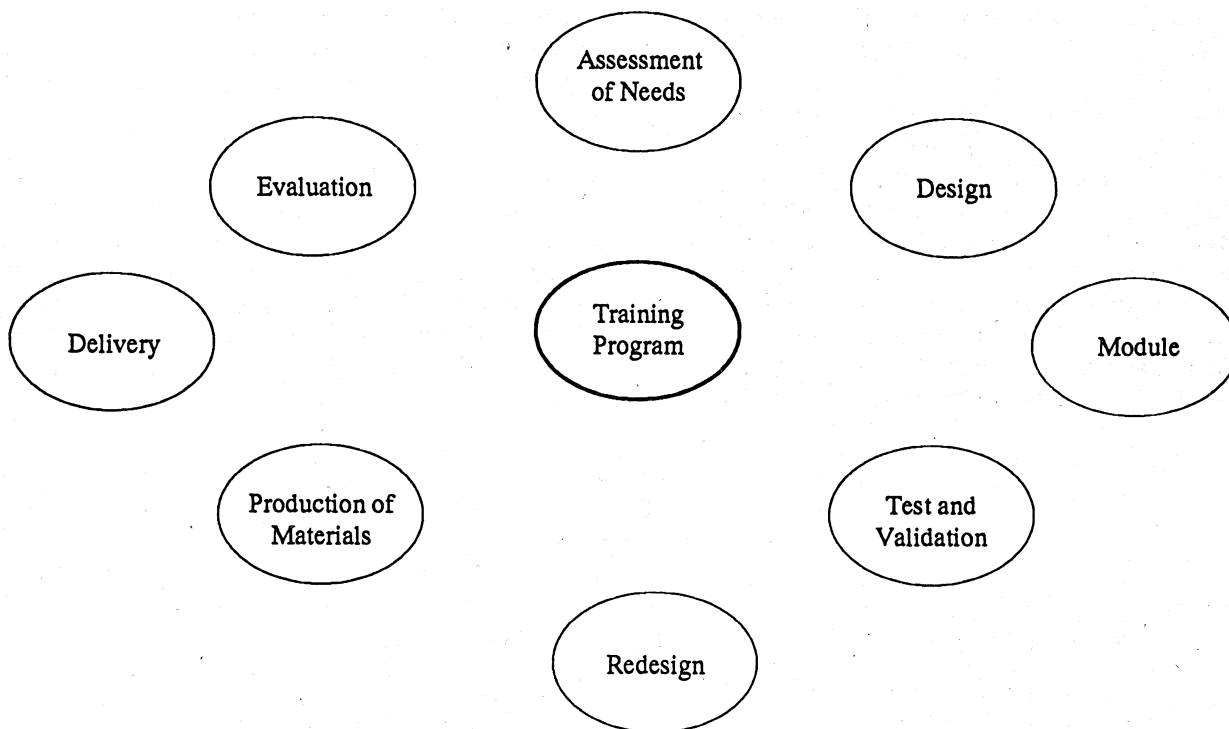 Assessment
of Needs
Evaluation
Design
Training
Program
Delivery
Module
Production of
Materials
Test and
Validation
Redesign